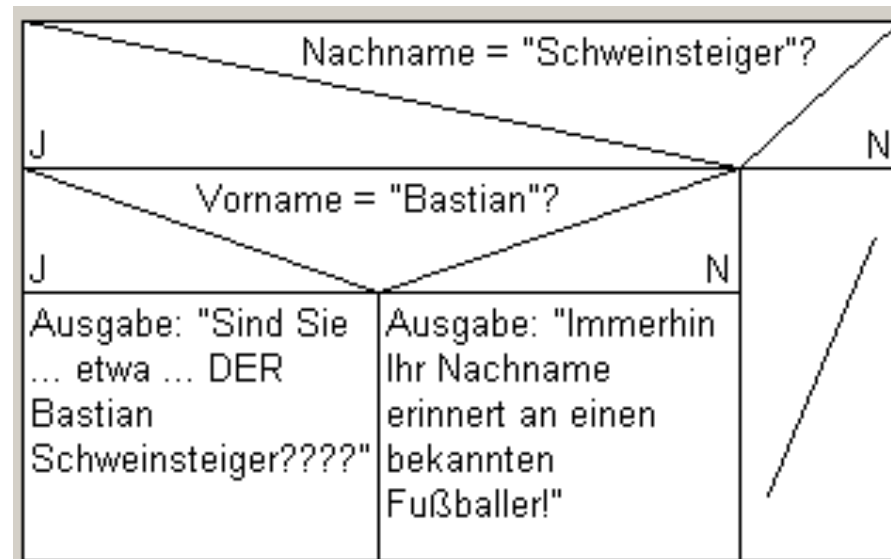 Nachname = "Schweinsteiger"?
J
N
Vorname = "Bastian"?
J
N
Ausgabe: "Sind Sie
... etwa ... DER
Bastian
Schweinsteiger????"
Ausgabe: "Immerhin
Ihr Nachname
erinnert an einen
bekannten
Fußballer!"